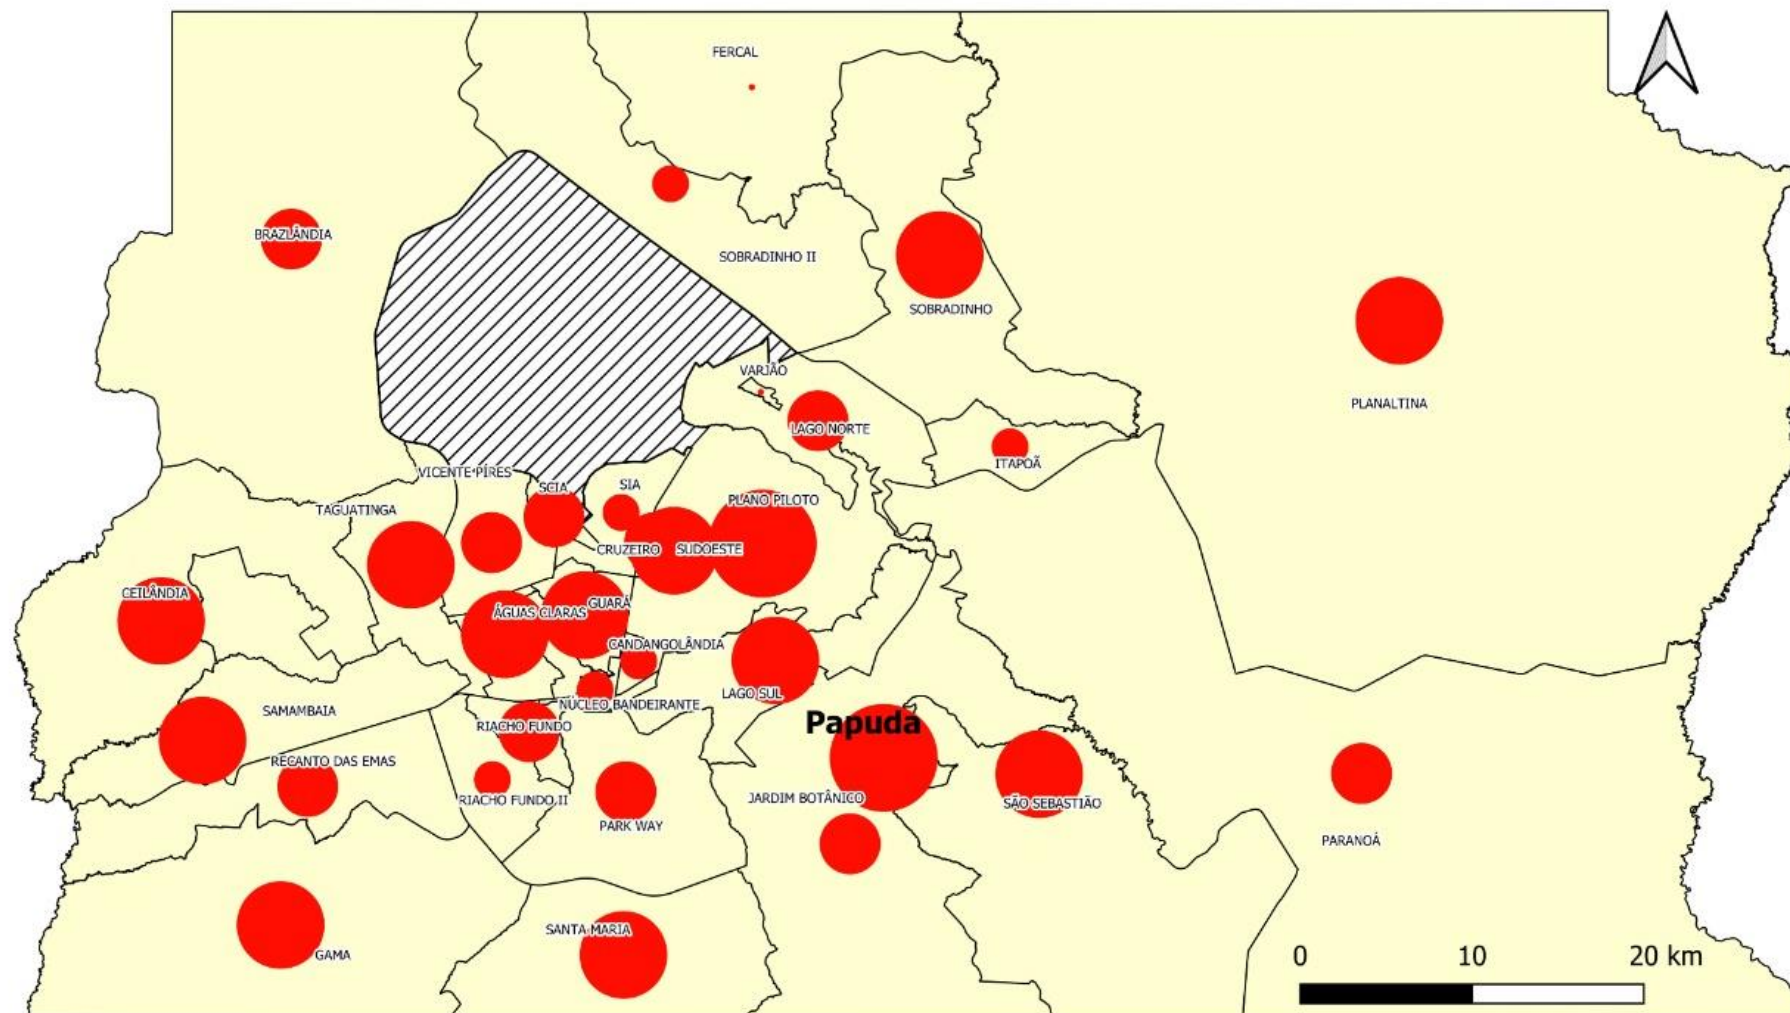 FERCAL
BRAZLÂNDIA
SOBRADINHO II
SOBRADINHO
VARJÃO
PLANALTINA
LAGO NORTE
ITAPOÃ
VICENTE PÍRES
SCIA
SIA
PLANO PILOTO
TAGUATINGA
CRUZEIRO
SUDOESTE
CEILÂNDIA
ÁGUAS CLARAS
GUARÁ
CANDANGOLÂNDIA
LAGO SUL
NÚCLEO BANDEIRANTE
SAMAMBAIA
RIACHO FUNDO
Papuda
RECANTO DAS EMAS
RIACHO FUNDO II
JARDIM BOTÂNICO
SÃO SEBASTIÃO
PARK WAY
PARANOÁ
SANTA MARIA
GAMA
0 10 20 km